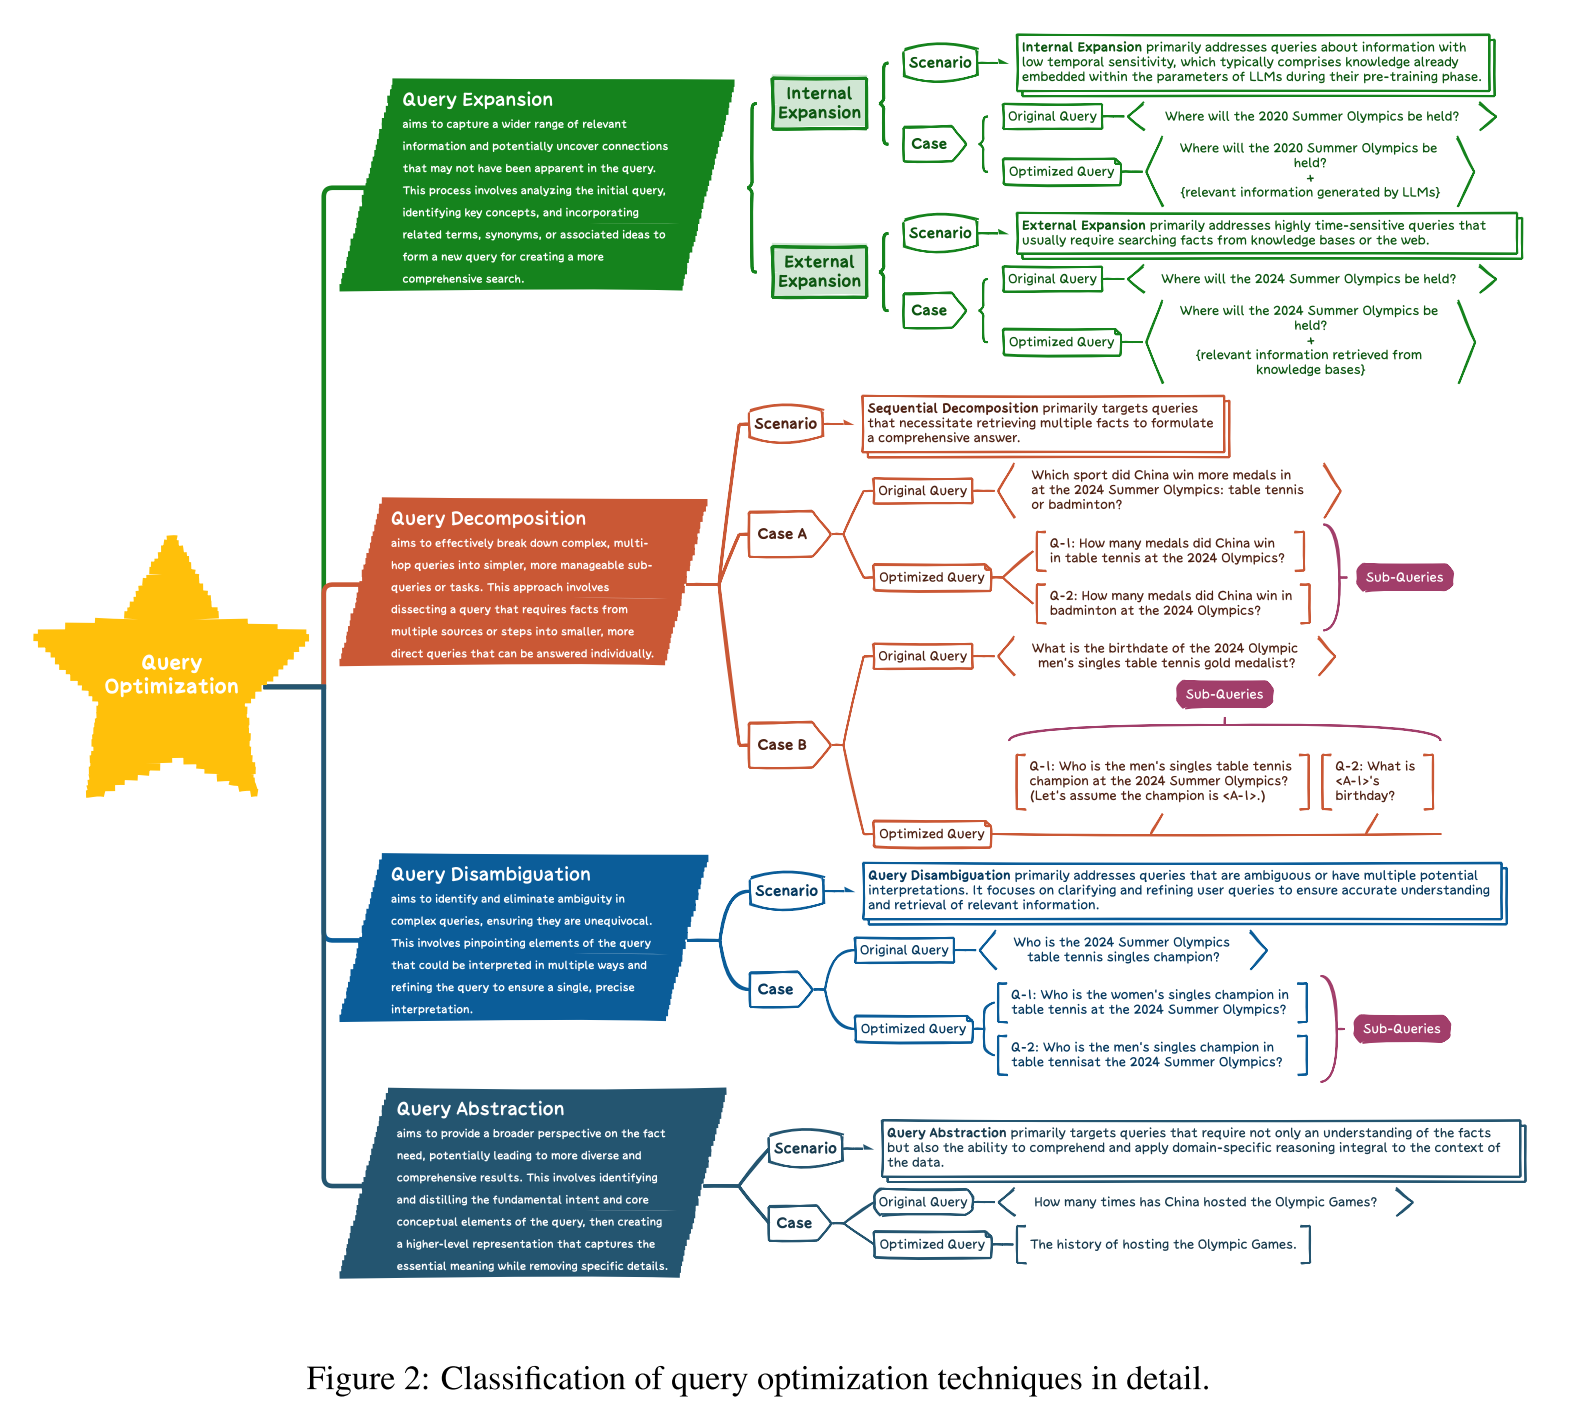 Query
Optimization
Query Expansion
aims to capture a wider range of relevant
information and potentially uncover connections
that may not have been apparent in the query.
This process involves analyzing the initial query,
identifying key concepts, and incorporating
related terms, synonyms, or associated ideas to
form a new query for creating a more
comprehensive search.
Internal
Expansion
Scenario
Internal Expansion primarily addresses queries about information with
low temporal sensitivity, which typically comprises knowledge already
embedded within the parameters of LLMs during their pre-training phase.
Case
Original Query
Where will the 2020 Summer Olympics be held?
Optimized Query
Where will the 2020 Summer Olympics be
held?
+
{relevant information generated by LLMs}
External
Expansion
Scenario
External Expansion primarily addresses highly time-sensitive queries that
usually require searching facts from knowledge bases or the web.
Case
Original Query
Where will the 2024 Summer Olympics be held?
Optimized Query
Where will the 2024 Summer Olympics be
held?
+
{relevant information retrieved from
knowledge bases}
Query Decomposition
aims to effectively break down complex, multi-
hop queries into simpler, more manageable sub-
queries or tasks. This approach involves
dissecting a query that requires facts from
multiple sources or steps into smaller, more
direct queries that can be answered individually.
Scenario
Sequential Decomposition primarily targets queries
that necessitate retrieving multiple facts to formulate
a comprehensive answer.
Case A
Original Query
Which sport did China win more medals in
at the 2024 Summer Olympics: table tennis
or badminton?
Optimized Query
Q-1: How many medals did China win
in table tennis at the 2024 Olympics?
Q-2: How many medals did China win in
badminton at the 2024 Olympics?
Sub-Queries
Case B
Original Query
What is the birthdate of the 2024 Olympic
men's singles table tennis gold medalist?
Sub-Queries
Q-1: Who is the men's singles table tennis
champion at the 2024 Summer Olympics?
(Let's assume the champion is <A-1>.)
Q-2: What is
<A-1>'s
birthday?
Optimized Query
Query Disambiguation
aims to identify and eliminate ambiguity in
complex queries, ensuring they are unequivocal.
This involves pinpointing elements of the query
that could be interpreted in multiple ways and
refining the query to ensure a single, precise
interpretation.
Scenario
Query Disambiguation primarily addresses queries that are ambiguous or have multiple potential
interpretations. It focuses on clarifying and refining user queries to ensure accurate understanding
and retrieval of relevant information.
Case
Original Query
Who is the 2024 Summer Olympics
table tennis singles champion?
Optimized Query
Q-1: Who is the women's singles champion in
table tennis at the 2024 Summer Olympics?
Q-2: Who is the men's singles champion in
table tennisat the 2024 Summer Olympics?
Sub-Queries
Query Abstraction
aims to provide a broader perspective on the fact
need, potentially leading to more diverse and
comprehensive results. This involves identifying
and distilling the fundamental intent and core
conceptual elements of the query, then creating
a higher-level representation that captures the
essential meaning while removing specific details.
Scenario
Query Abstraction primarily targets queries that require not only an understanding of the facts
but also the ability to comprehend and apply domain-specific reasoning integral to the context of
the data.
Case
Original Query
How many times has China hosted the Olympic Games?
Optimized Query
The history of hosting the Olympic Games.
Figure 2: Classification of query optimization techniques in detail.